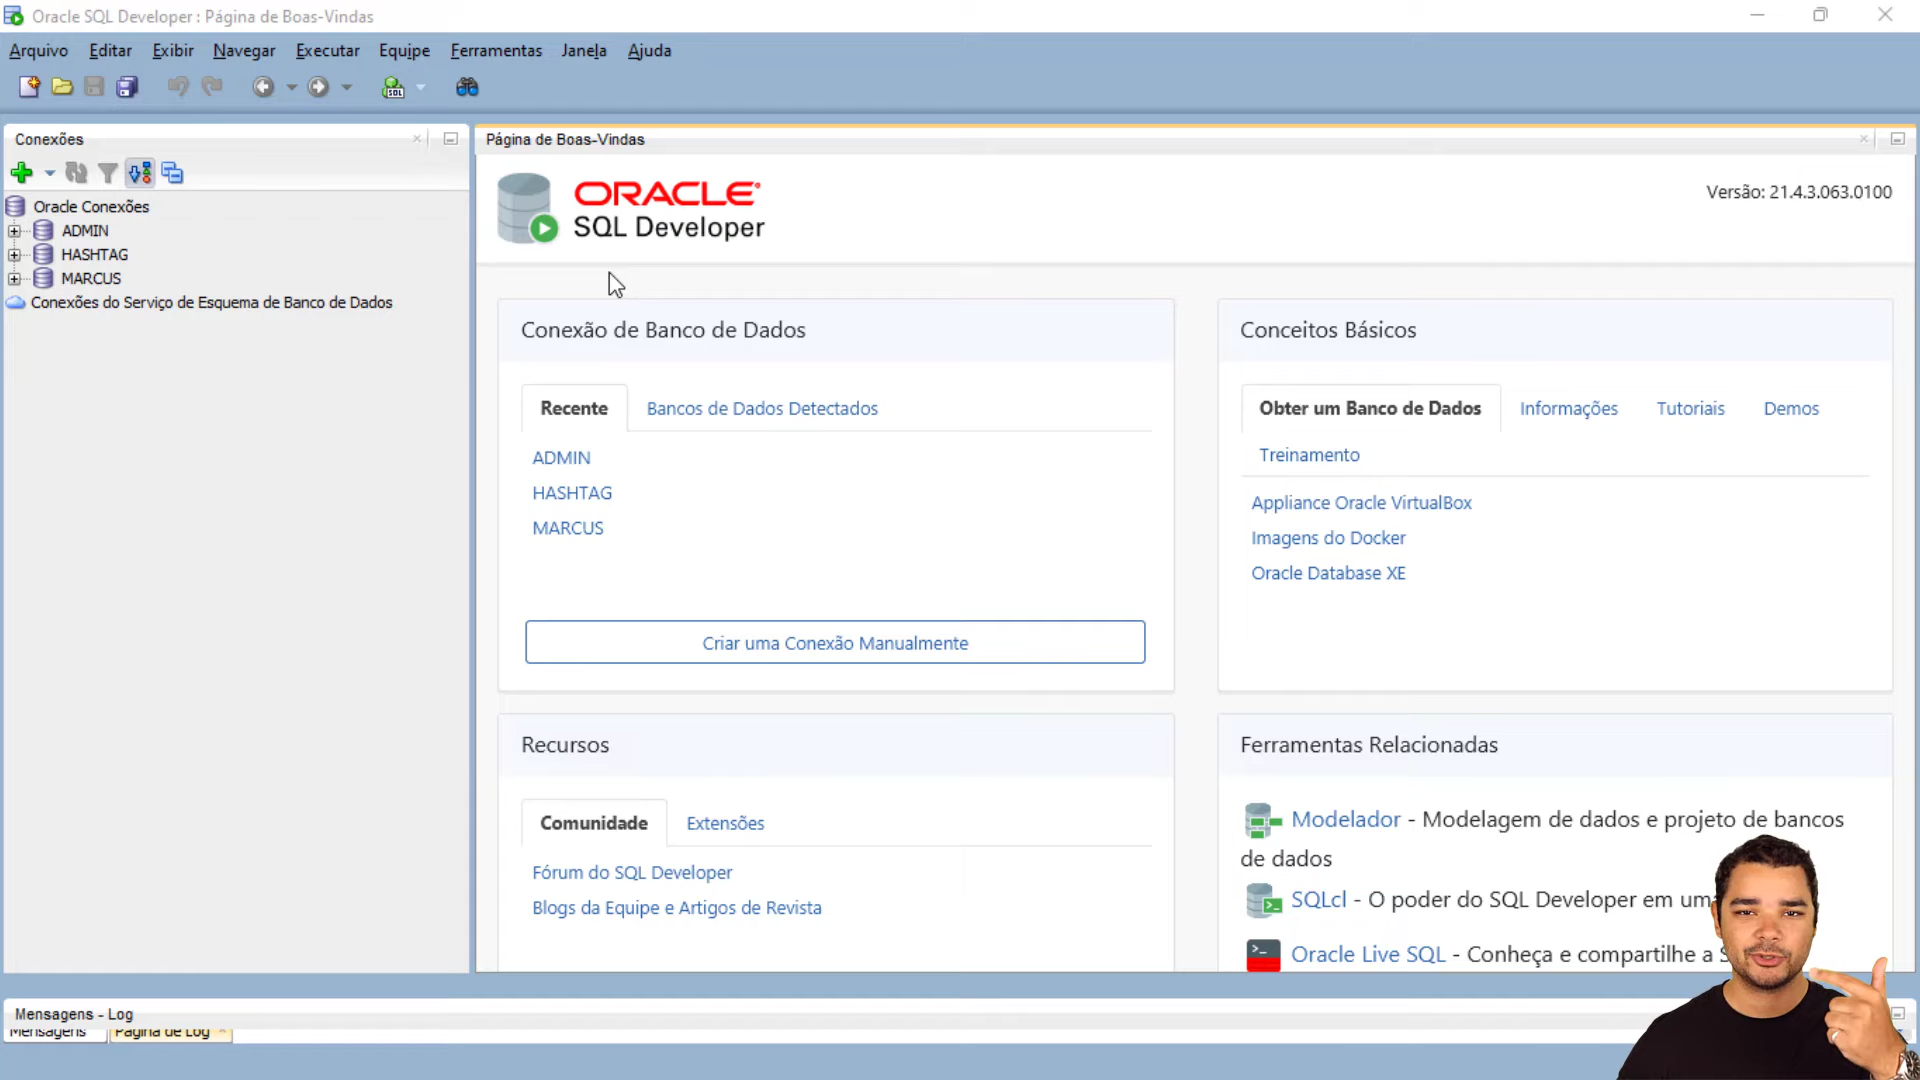 Oracle SQL Developer : Página de Boas-Vindas
Arquivo Editar Exibir Navegar Executar Equipe Ferramentas Janela Ajuda
SQL
Conexões
Oracle Conexões
ADMIN
HASHTAG
MARCUS
Conexões do Serviço de Esquema de Banco de Dados
Página de Boas-Vindas
ORACLE
SQL Developer
Versão: 21.4.3.063.0100
Conexão de Banco de Dados
Recente Bancos de Dados Detectados
ADMIN
HASHTAG
MARCUS
Criar uma Conexão Manualmente
Conceitos Básicos
Obter um Banco de Dados Informações Tutoriais Demos
Treinamento
Appliance Oracle VirtualBox
Imagens do Docker
Oracle Database XE
Recursos
Comunidade Extensões
Fórum do SQL Developer
Blogs da Equipe e Artigos de Revista
Ferramentas Relacionadas
Modelador - Modelagem de dados e projeto de bancos
de dados
SQLcl - O poder do SQL Developer em
Oracle Live SQL - Conheça e compartilhe a
Mensagens - Log
Mensagens Página de Log